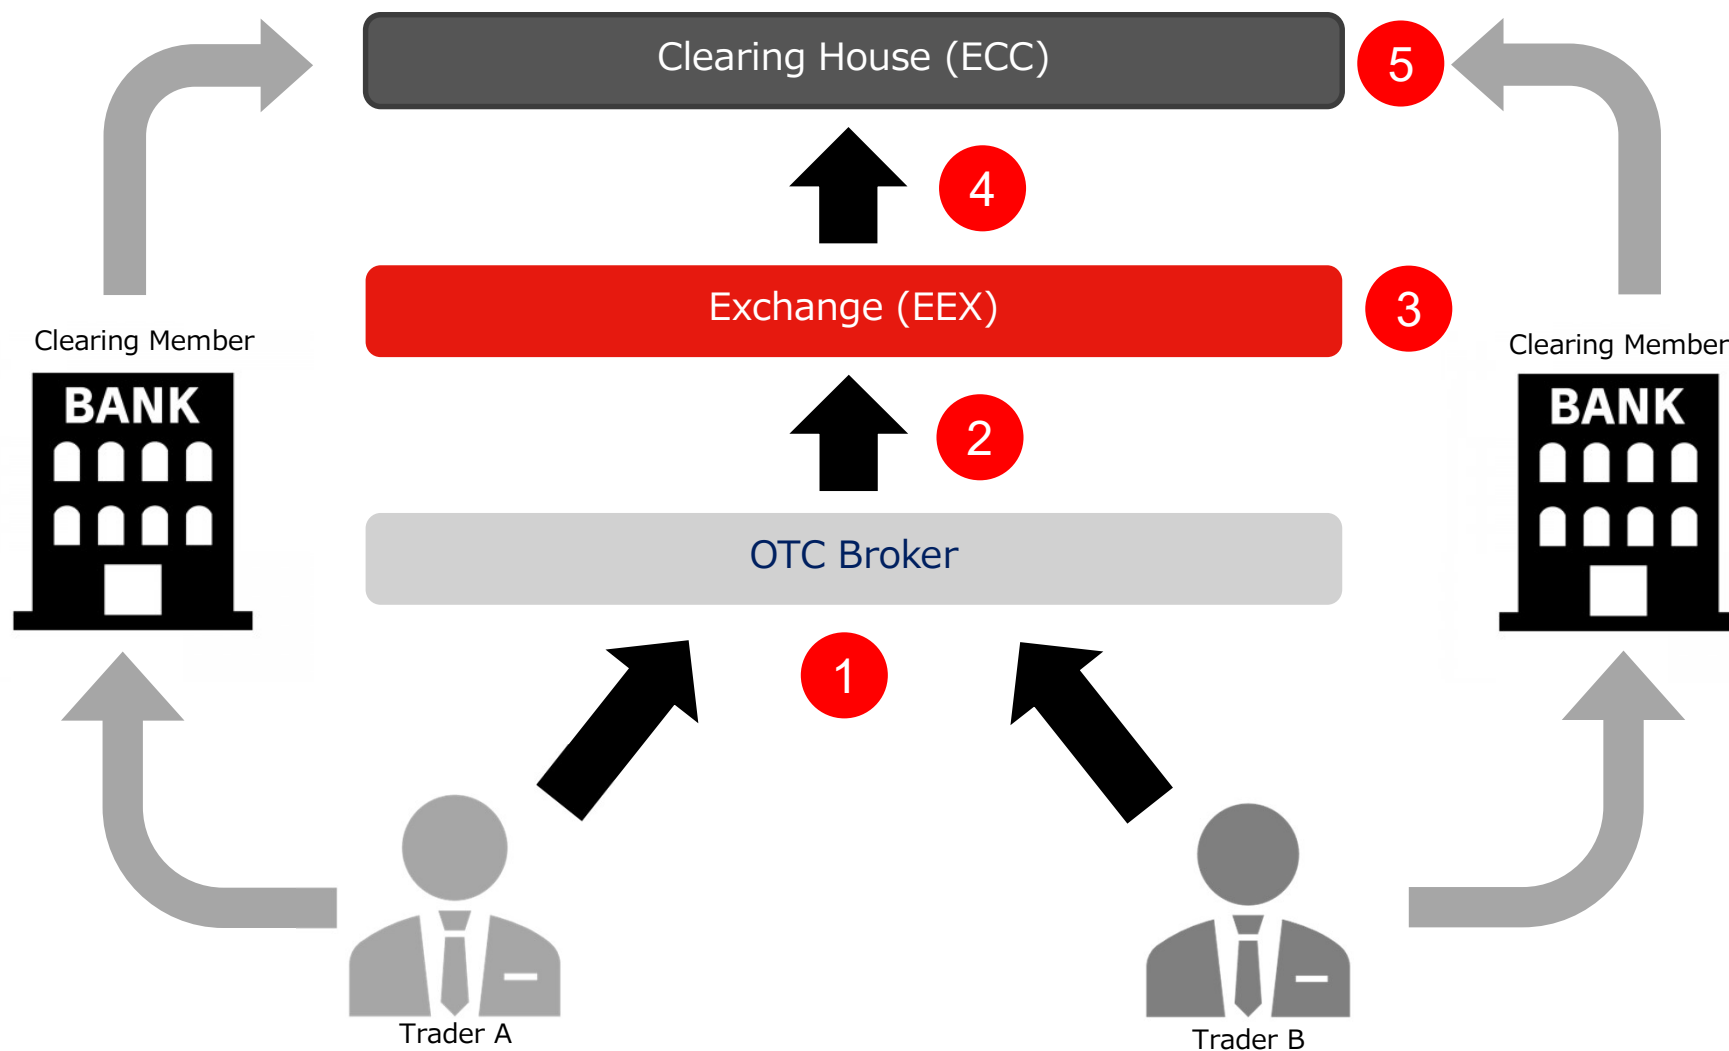 Clearing House (ECC)
5
4
Exchange (EEX)
3
Clearing Member
Clearing Member
BANK
BANK
2
OTC Broker
1
Trader A
Trader B